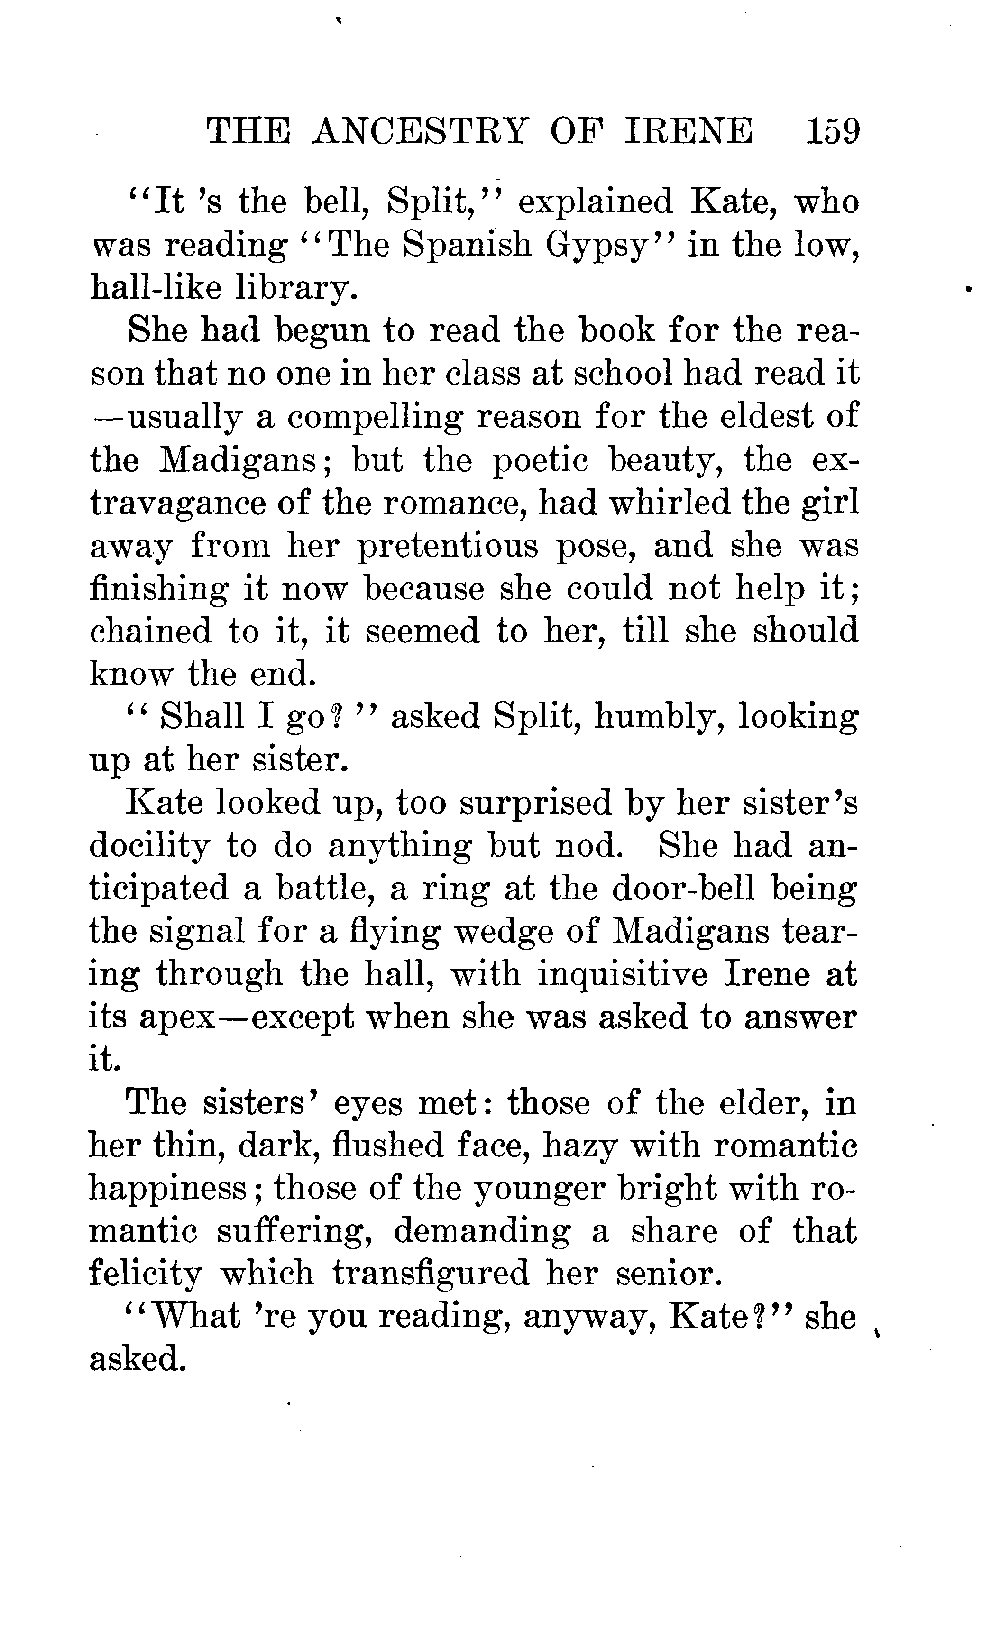 THE ANCESTRY OF IRENE 159
"It 's the bell, Split," explained Kate, who
was reading "The Spanish Gypsy" in the low,
hall-like library.
She had begun to read the book for the rea-
son that no one in her class at school had read it
—usually a compelling reason for the eldest of
the Madigans; but the poetic beauty, the ex-
travagance of the romance, had whirled the girl
away from her pretentious pose, and she was
finishing it now because she could not help it;
chained to it, it seemed to her, till she should
know the end.
" Shall I go? " asked Split, humbly, looking
up at her sister.
Kate looked up, too surprised by her sister's
docility to do anything but nod. She had an-
ticipated a battle, a ring at the door-bell being
the signal for a flying wedge of Madigans tear-
ing through the hall, with inquisitive Irene at
its apex—except when she was asked to answer
it.
The sisters' eyes met: those of the elder, in
her thin, dark, flushed face, hazy with romantic
happiness; those of the younger bright with ro-
mantic suffering, demanding a share of that
felicity which transfigured her senior.
"What 're you reading, anyway, Kate?" she
asked.